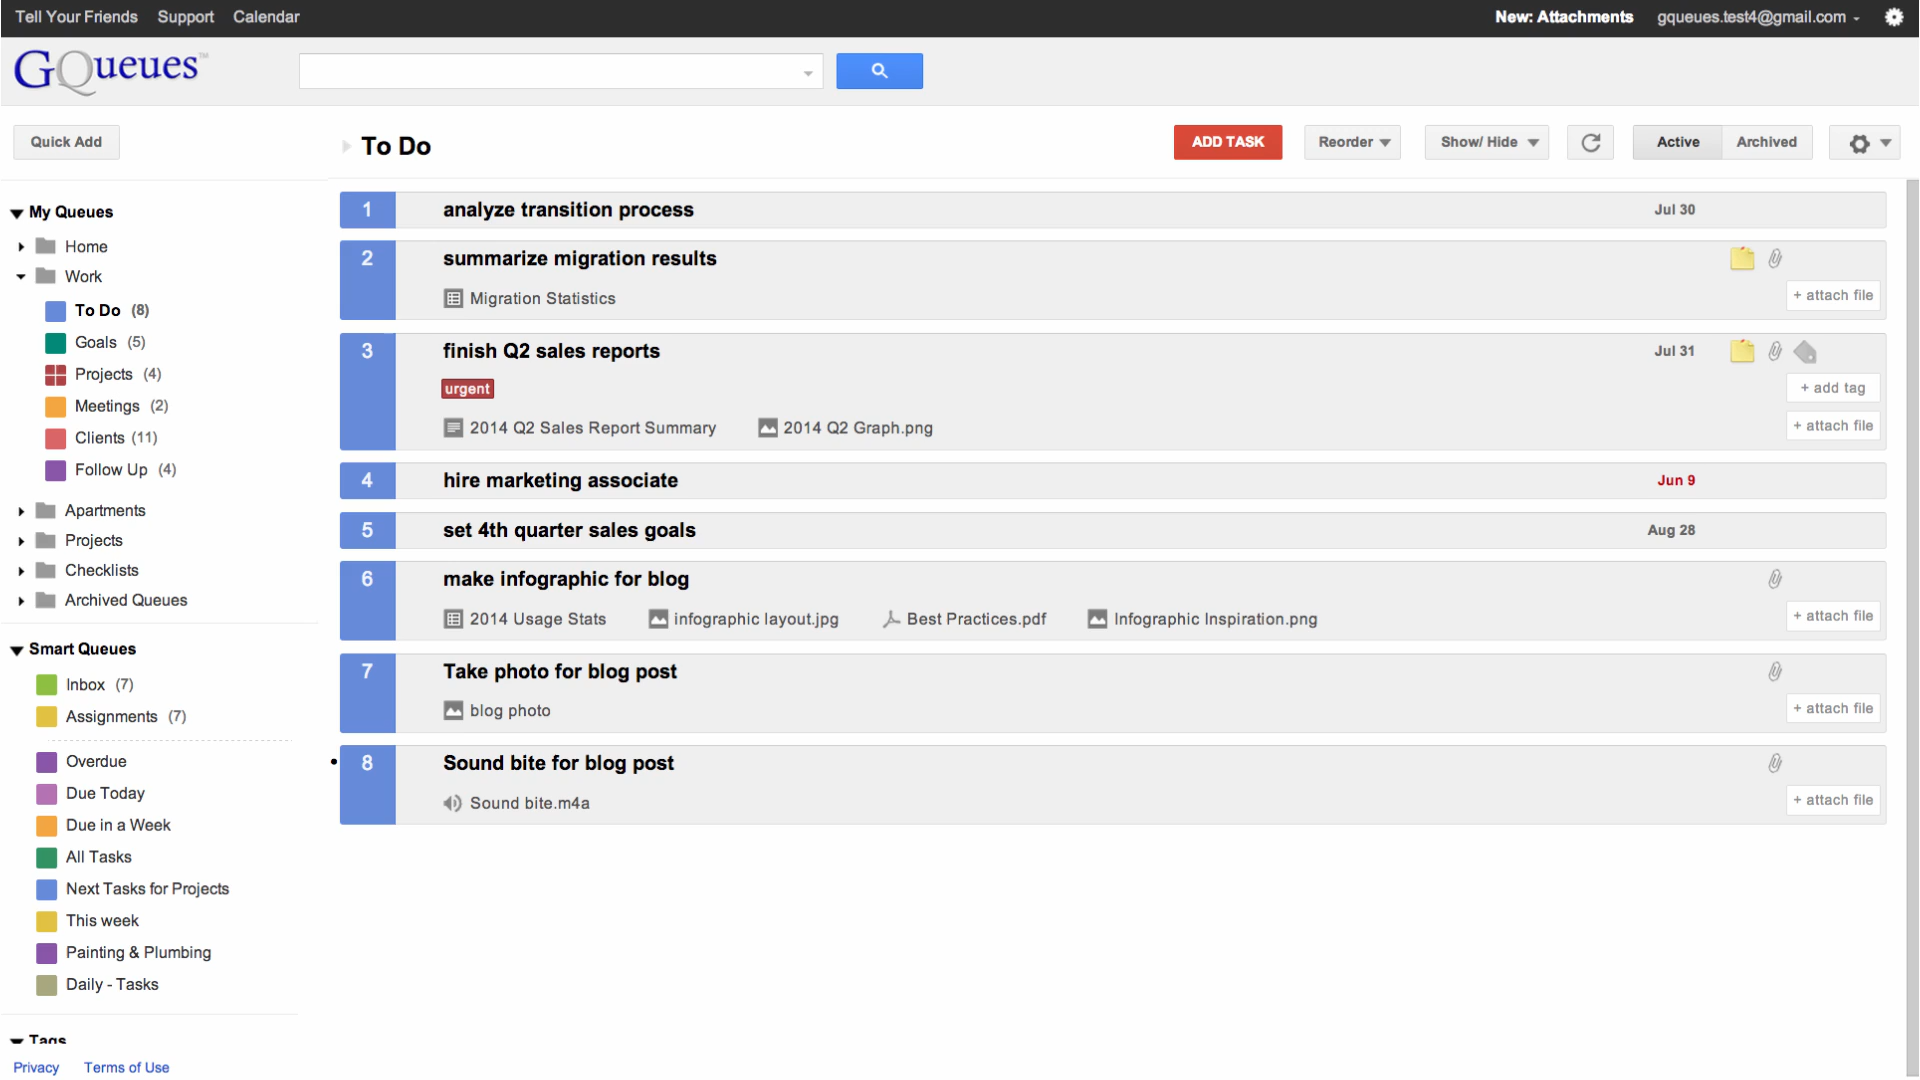 Tell Your Friends Support Calendar New: Attachments gqueues.test4@gmail.com
GQUEUES™
Quick Add
To Do ADD TASK Reorder Show/ Hide Active Archived
My Queues
Home
Work
To Do (8)
Goals (5)
Projects (4)
Meetings (2)
Clients (11)
Follow Up (4)
Apartments
Projects
Checklists
Archived Queues
Smart Queues
Inbox (7)
Assignments (7)
Overdue
Due Today
Due in a Week
All Tasks
Next Tasks for Projects
This week
Painting & Plumbing
Daily - Tasks
Tags
Privacy Terms of Use
1 analyze transition process Jul 30
2 summarize migration results
Migration Statistics + attach file
3 finish Q2 sales reports Jul 31
urgent + add tag
2014 Q2 Sales Report Summary 2014 Q2 Graph.png + attach file
4 hire marketing associate Jun 9
5 set 4th quarter sales goals Aug 28
6 make infographic for blog
2014 Usage Stats infographic layout.jpg Best Practices.pdf Infographic Inspiration.png + attach file
7 Take photo for blog post
blog photo + attach file
8 Sound bite for blog post
Sound bite.m4a + attach file